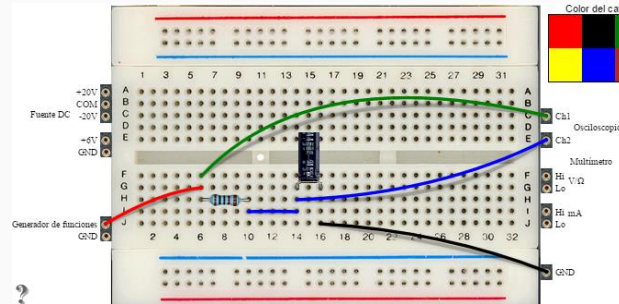 Color del ca
1 3 5 7 9 11 13 15 17 19 21 23 25 27 29 31
A A
B B
C C
D D
E E
+20V
COM
Fuente DC -20V
+6V
GND
Ch1
Osciloscopio
Ch2
Multímetro
Hi V/Ω
Lo
Hi mA
Lo
F F
G G
H H
I I
J J
Generador de funciones
GND
2 4 6 8 10 12 14 16 18 20 22 24 26 28 30 32
GND
?